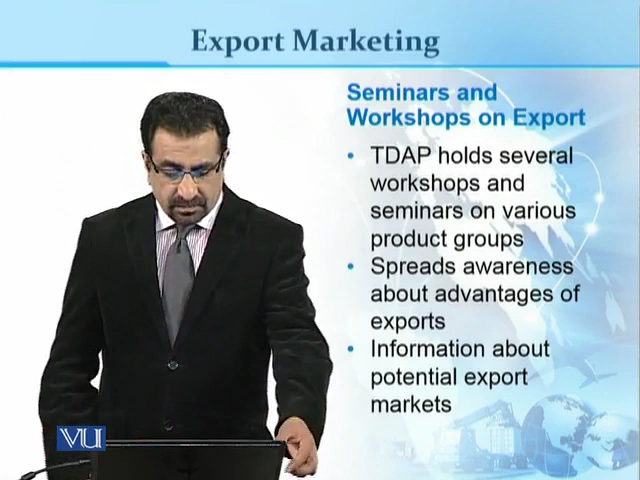 Export Marketing
Seminars and
Workshops on Export
• TDAP holds several
workshops and
seminars on various
product groups
• Spreads awareness
about advantages of
exports
• Information about
potential export
markets
VU